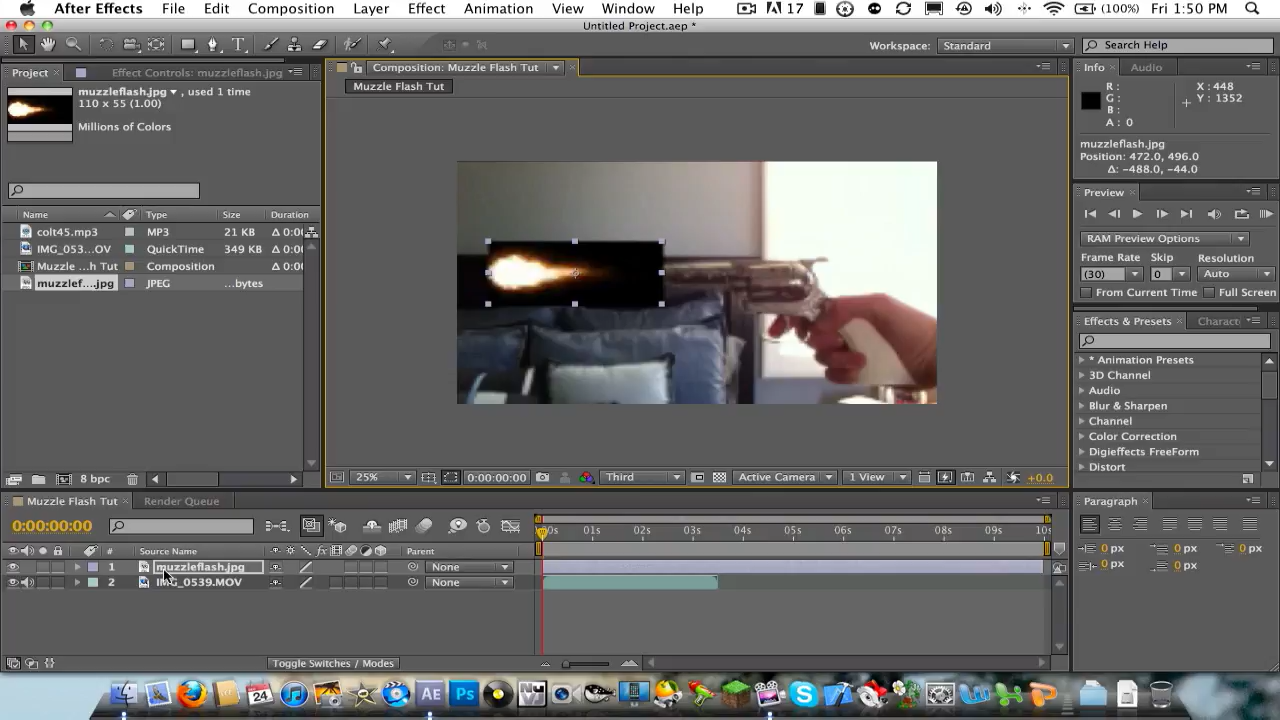 After Effects File Edit Composition Layer Effect Animation View Window Help 17 (100%) Fri 1:50 PM
Untitled Project.aep *
Workspace: Standard Search Help
Project Effect Controls: muzzleflash.jpg Composition: Muzzle Flash Tut Info Audio
muzzleflash.jpg , used 1 time
110 x 55 (1.00)
Millions of Colors
Muzzle Flash Tut
R : X : 448
G : Y : 1352
B :
A : 0
muzzleflash.jpg
Position: 472.0, 496.0
Δ: -488.0, -44.0
Preview
RAM Preview Options
Frame Rate Skip Resolution
(30) 0 Auto
From Current Time Full Screen
Effects & Presets Charact
* Animation Presets
3D Channel
Audio
Blur & Sharpen
Channel
Color Correction
Digieffects FreeForm
Distort
Name Type Size Duration
colt45.mp3 MP3 21 KB Δ 0:00
IMG_053...OV QuickTime 349 KB Δ 0:00
Muzzle ...h Tut Composition Δ 0:00
muzzlef....jpg JPEG ...bytes
8 bpc
25% 0:00:00:00 Third Active Camera 1 View +0.0
Muzzle Flash Tut Render Queue
0:00:00:00
# Source Name Parent
1 muzzleflash.jpg None
2 IMG_0539.MOV None
0s 01s 02s 03s 04s 05s 06s 07s 08s 09s 10s
Toggle Switches / Modes
Paragraph
0 px 0 px 0 px
0 px 0 px
AE Ps